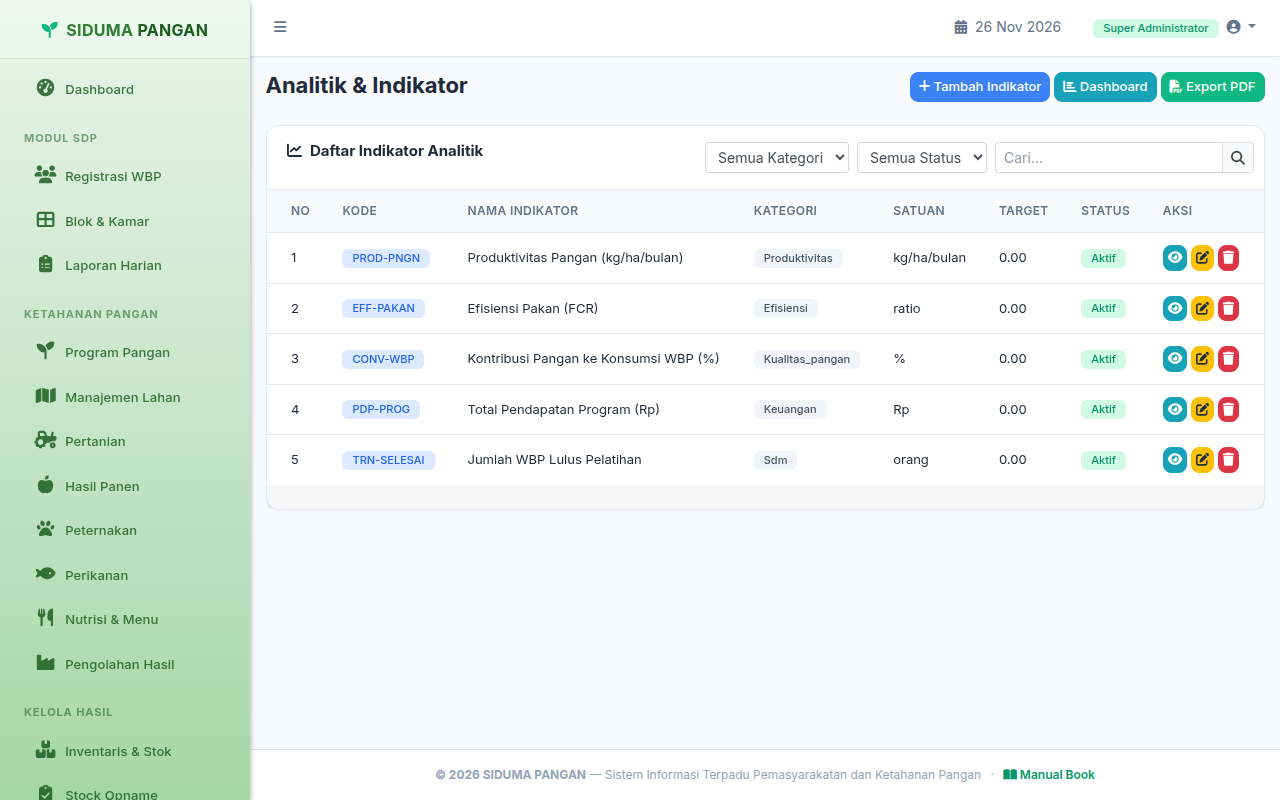 SIDUMA PANGAN
26 Nov 2026
Super Administrator
Dashboard
MODUL SDP
Registrasi WBP
Blok & Kamar
Laporan Harian
KETAHANAN PANGAN
Program Pangan
Manajemen Lahan
Pertanian
Hasil Panen
Peternakan
Perikanan
Nutrisi & Menu
Pengolahan Hasil
KELOLA HASIL
Inventaris & Stok
Stock Opname
Analitik & Indikator
Tambah Indikator
Dashboard
Export PDF
Daftar Indikator Analitik
Semua Kategori
Semua Status
Cari...
NO KODE NAMA INDIKATOR KATEGORI SATUAN TARGET STATUS AKSI
1 PROD-PNGN Produktivitas Pangan (kg/ha/bulan) Produktivitas kg/ha/bulan 0.00 Aktif
2 EFF-PAKAN Efisiensi Pakan (FCR) Efisiensi ratio 0.00 Aktif
3 CONV-WBP Kontribusi Pangan ke Konsumsi WBP (%) Kualitas_pangan % 0.00 Aktif
4 PDP-PROG Total Pendapatan Program (Rp) Keuangan Rp 0.00 Aktif
5 TRN-SELESAI Jumlah WBP Lulus Pelatihan Sdm orang 0.00 Aktif
© 2026 SIDUMA PANGAN — Sistem Informasi Terpadu Pemasyarakatan dan Ketahanan Pangan · Manual Book